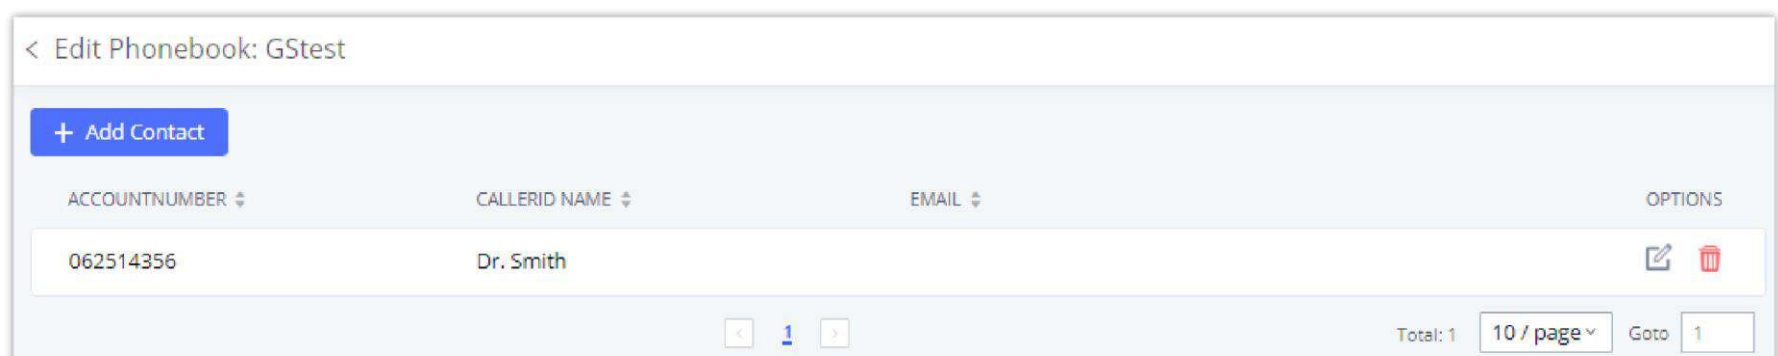 < Edit Phonebook: GStest
+ Add Contact
ACCOUNTNUMBER CALLERID NAME EMAIL OPTIONS
062514356 Dr. Smith
< 1 > Total: 1 10 / page Goto 1